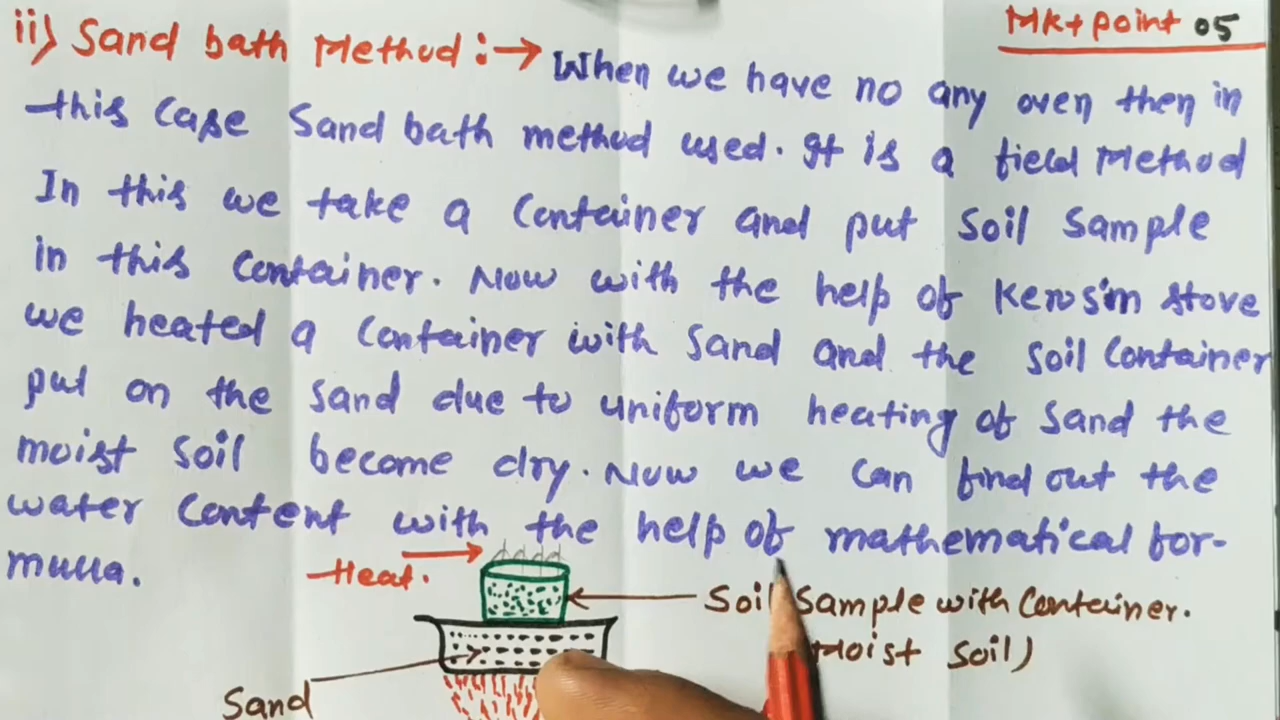 Mk+point 05
ii) Sand bath Method:→ When we have no any oven then in
this case Sand bath method used. It is a field Method
In this we take a Container and put Soil Sample
in this Container. Now with the help of Kerosin stove
we heated a Container with Sand and the Soil Container
put on the Sand due to uniform heating of Sand the
moist Soil become dry. Now we can find out the
water Content with the help of mathematical for-
mulla.
Heat.
Soil Sample with Container.
Moist Soil)
Sand